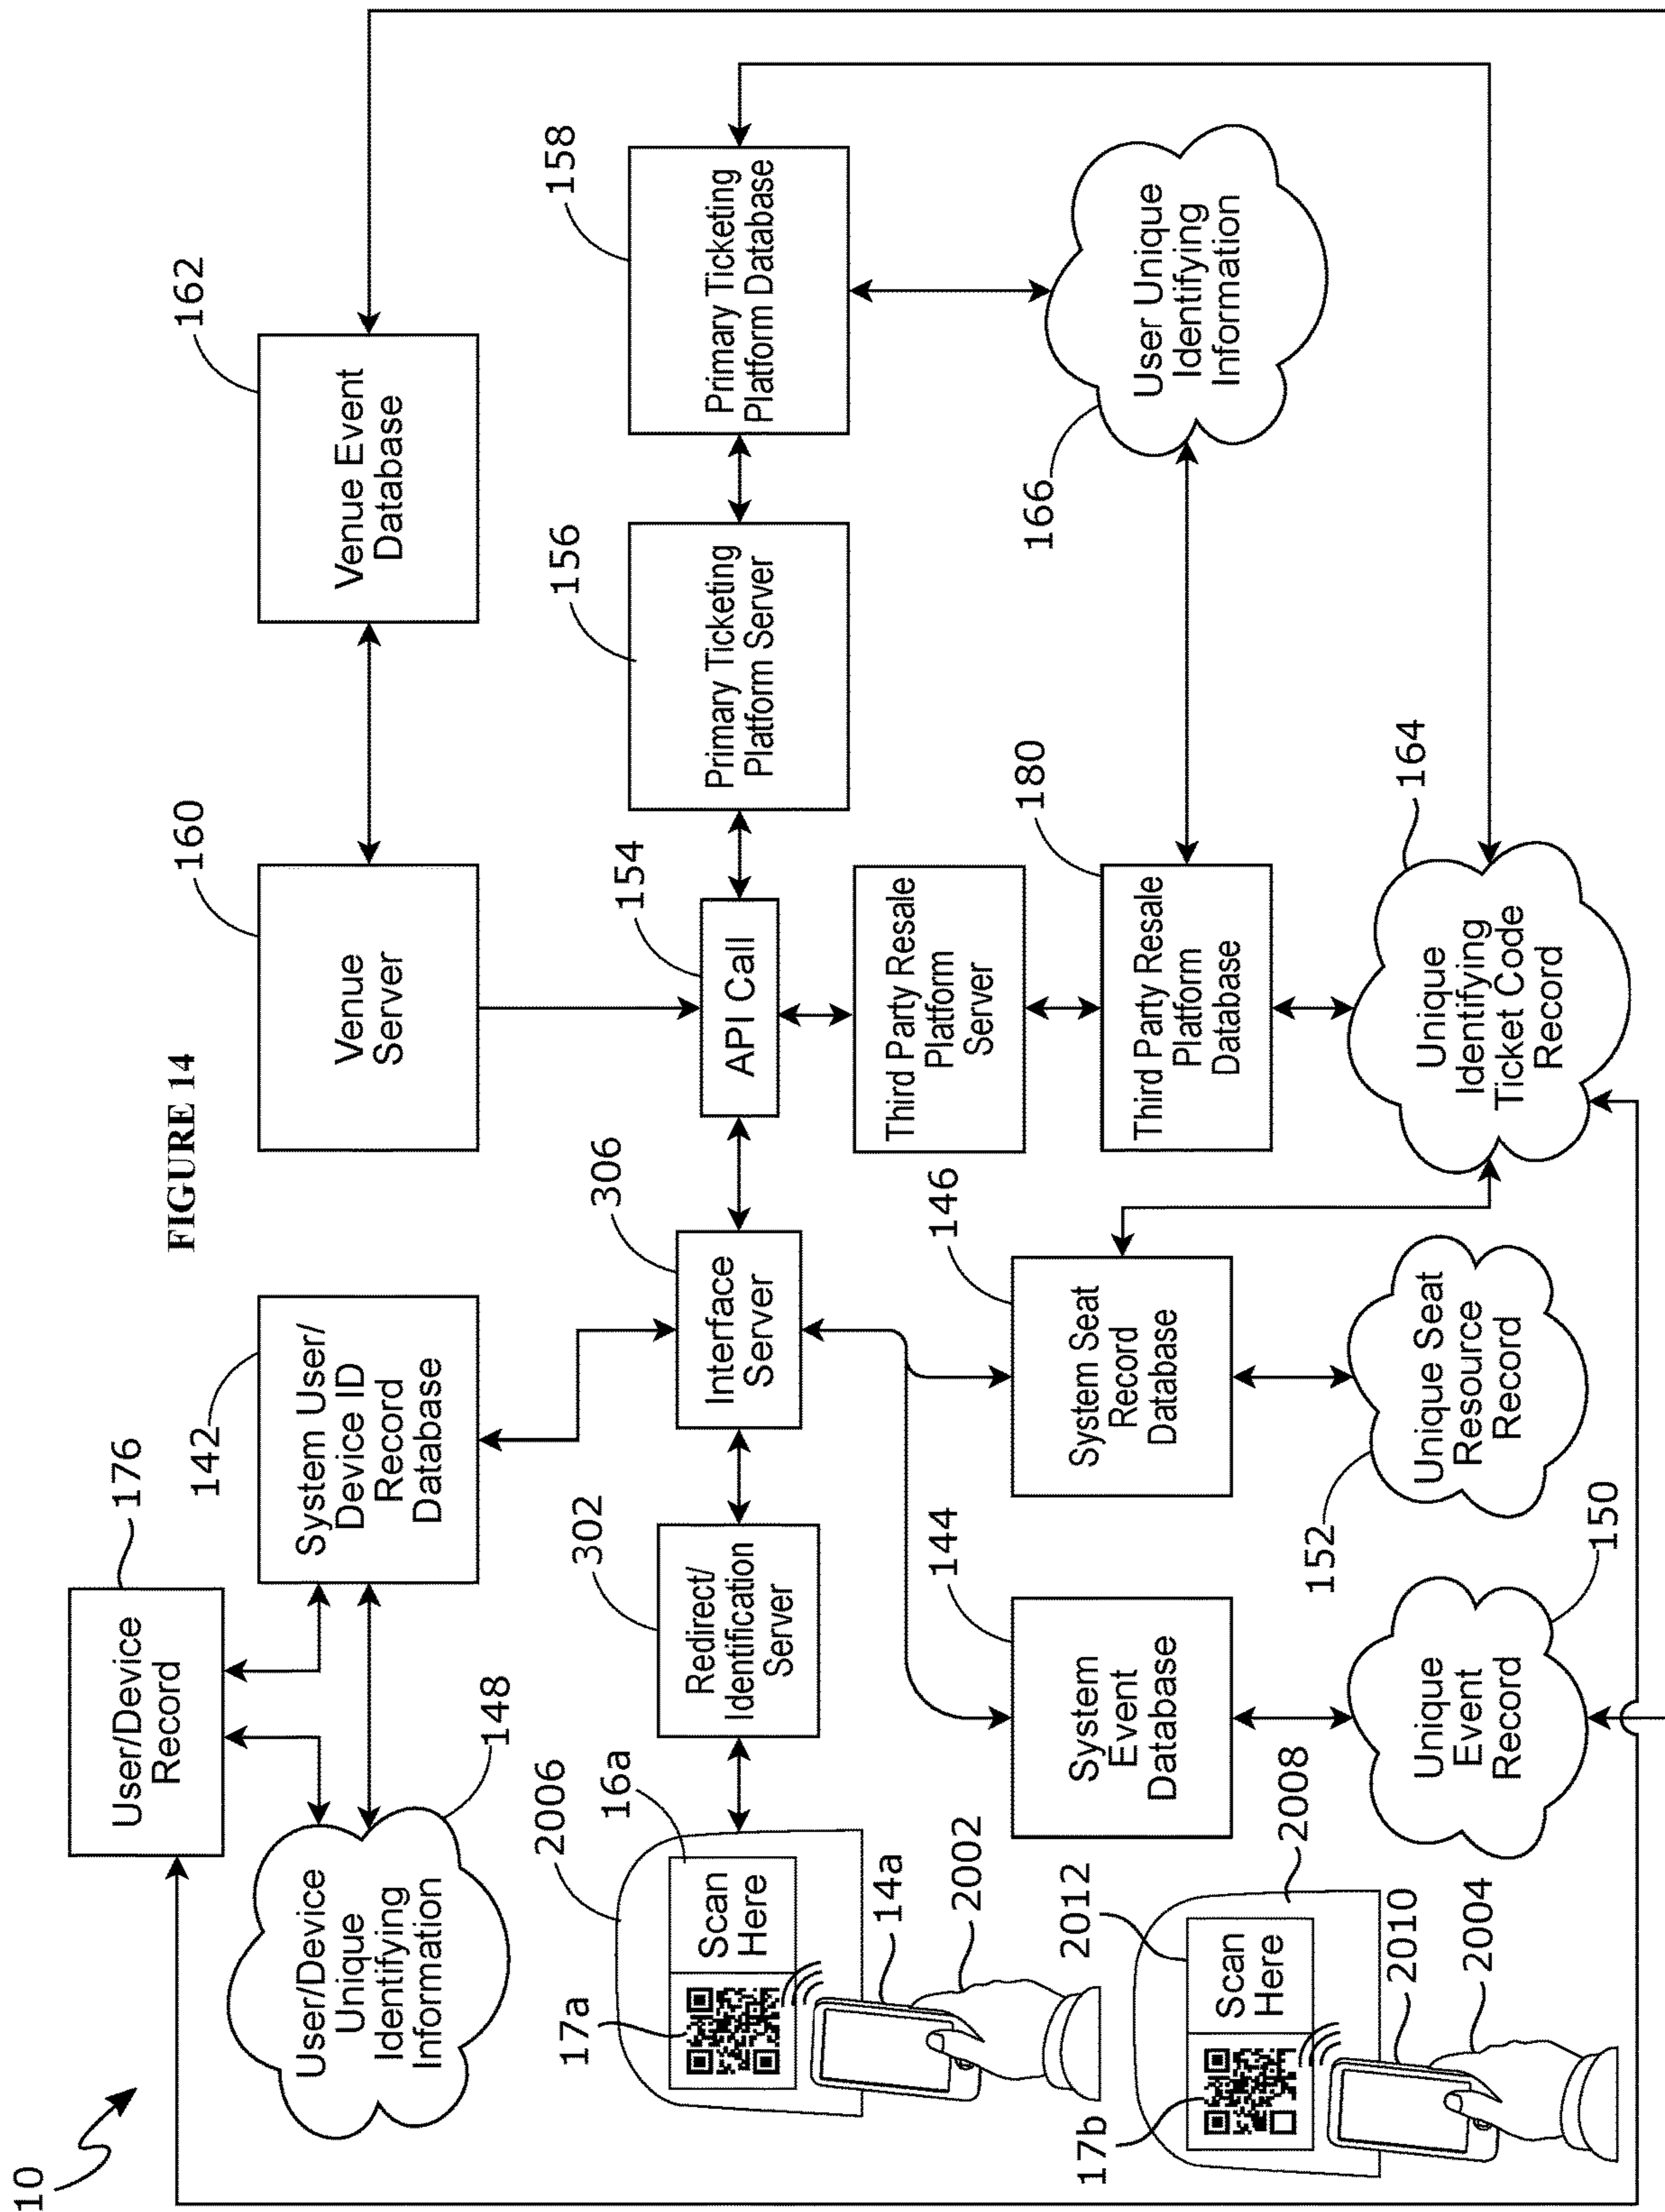 10
FIGURE 14
176
User/Device
Record
142
System User/
Device ID
Record
Database
160
Venue
Server
162
Venue Event
Database
User/Device
Unique
Identifying
Information
148
2006
16a
17a
Scan
Here
14a
2002
302
Redirect/
Identification
Server
306
Interface
Server
154
API Call
156
Primary Ticketing
Platform Server
158
Primary Ticketing
Platform Database
Third Party Resale
Platform
Server
180
Third Party Resale
Platform
Database
166
User Unique
Identifying
Information
144
System
Event
Database
146
System Seat
Record
Database
2012
2008
17b
Scan
Here
2010
2004
Unique
Event
Record
150
152
Unique Seat
Resource
Record
Unique
Identifying
Ticket Code
Record
164